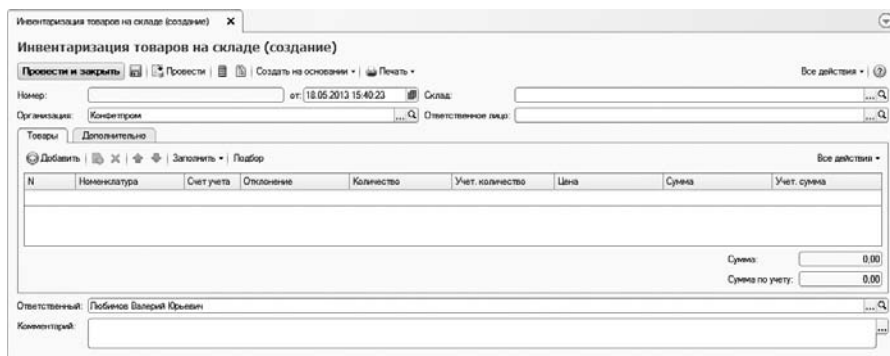 Инвентаризация товаров на складе (создание) ×
Инвентаризация товаров на складе (создание)
Провести и закрыть Провести Создать на основании Печать Все действия
Номер: от: 18.05.2013 15:40:23 Склад:
Организация: Конфетпром Ответственное лицо:
Товары Дополнительно
Добавить Заполнить Подбор Все действия
N Номенклатура Счет учета Отклонение Количество Учет. количество Цена Сумма Учет. сумма
Сумма: 0,00
Сумма по учету: 0,00
Ответственный: Любимов Валерий Юрьевич
Комментарий: